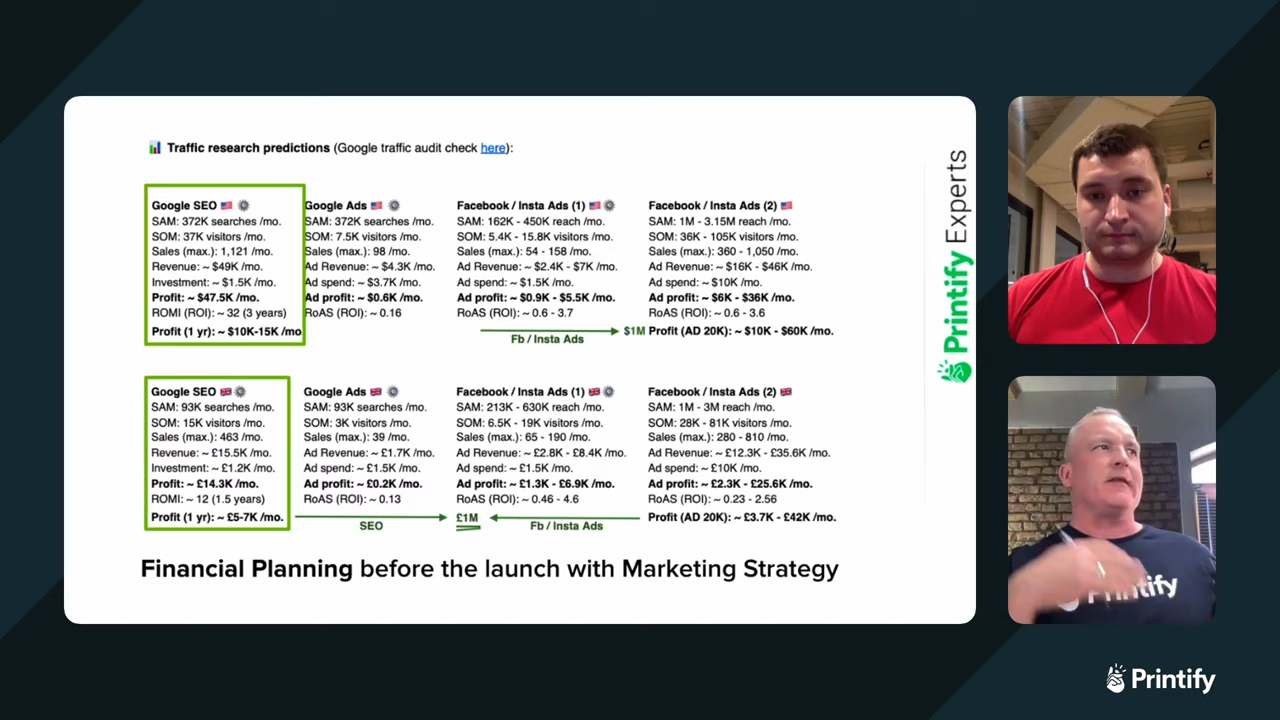 Traffic research predictions (Google traffic audit check here):
Google SEO
SAM: 372K searches /mo.
SOM: 37K visitors /mo.
Sales (max.): 1,121 /mo.
Revenue: ~ $49K /mo.
Investment: ~ $1.5K /mo.
Profit: ~ $47.5K /mo.
ROMI (ROI): ~ 32 (3 years)
Profit (1 yr): ~ $10K-15K /mo
Google Ads
SAM: 372K searches /mo.
SOM: 7.5K visitors /mo.
Sales (max.): 98 /mo.
Ad Revenue: ~ $4.3K /mo.
Ad spend: ~ $3.7K /mo.
Ad profit: ~ $0.6K /mo.
RoAS (ROI): ~ 0.16
Facebook / Insta Ads (1)
SAM: 162K - 450K reach /mo.
SOM: 5.4K - 15.8K visitors /mo.
Sales (max.): 54 - 158 /mo.
Ad Revenue: ~ $2.4K - $7K /mo.
Ad spend: ~ $1.5K /mo.
Ad profit: ~ $0.9K - $5.5K /mo.
RoAS (ROI): ~ 0.6 - 3.7
Fb / Insta Ads
$1M
Facebook / Insta Ads (2)
SAM: 1M - 3.15M reach /mo.
SOM: 36K - 105K visitors /mo.
Sales (max.): 360 - 1,050 /mo.
Ad Revenue: ~ $16K - $46K /mo.
Ad spend: ~ $10K /mo.
Ad profit: ~ $6K - $36K /mo.
RoAS (ROI): ~ 0.6 - 3.6
Profit (AD 20K): ~ $10K - $60K /mo.
Google SEO
SAM: 93K searches /mo.
SOM: 15K visitors /mo.
Sales (max.): 463 /mo.
Revenue: ~ £15.5K /mo.
Investment: ~ £1.2K /mo.
Profit: ~ £14.3K /mo.
ROMI: ~ 12 (1.5 years)
Profit (1 yr): ~ £5-7K /mo.
Google Ads
SAM: 93K searches /mo.
SOM: 3K visitors /mo.
Sales (max.): 39 /mo.
Ad Revenue: ~ £1.7K /mo.
Ad spend: ~ £1.5K /mo.
Ad profit: ~ £0.2K /mo.
RoAS (ROI): ~ 0.13
SEO
Facebook / Insta Ads (1)
SAM: 213K - 630K reach /mo.
SOM: 6.5K - 19K visitors /mo.
Sales (max.): 65 - 190 /mo.
Ad Revenue: ~ £2.8K - £8.4K /mo.
Ad spend: ~ £1.5K /mo.
Ad profit: ~ £1.3K - £6.9K /mo.
RoAS (ROI): ~ 0.46 - 4.6
£1M
Fb / Insta Ads
Facebook / Insta Ads (2)
SAM: 1M - 3M reach /mo.
SOM: 28K - 81K visitors /mo.
Sales (max.): 280 - 810 /mo.
Ad Revenue: ~ £12.3K - £35.6K /mo.
Ad spend: ~ £10K /mo.
Ad profit: ~ £2.3K - £25.6K /mo.
RoAS (ROI): ~ 0.23 - 2.56
Profit (AD 20K): ~ £3.7K - £42K /mo.
Financial Planning before the launch with Marketing Strategy
Printify Experts
Printify
Printify